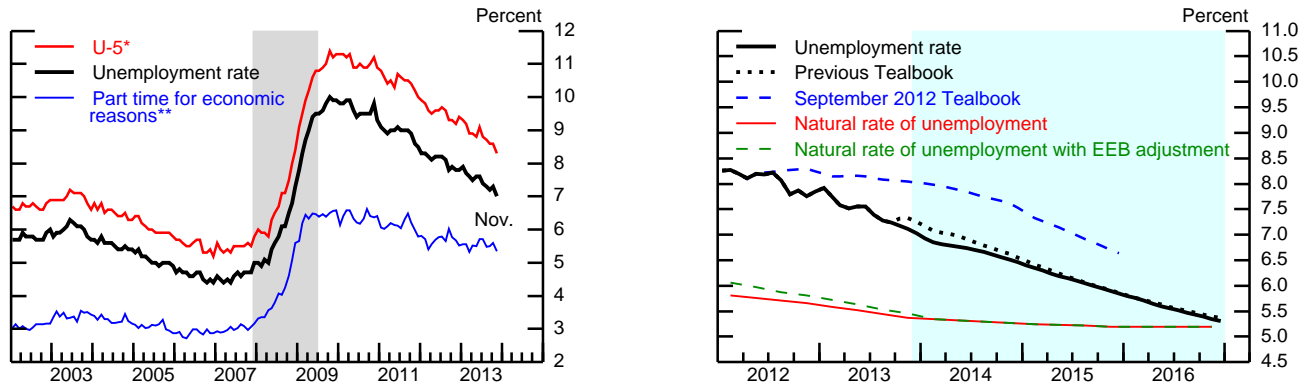 Percent
12
11
10
9
8
7
6
5
4
3
2
U-5*
Unemployment rate
Part time for economic
reasons**
Nov.
2003 2005 2007 2009 2011 2013
Percent
11.0
10.5
10.0
9.5
9.0
8.5
8.0
7.5
7.0
6.5
6.0
5.5
5.0
4.5
Unemployment rate
Previous Tealbook
September 2012 Tealbook
Natural rate of unemployment
Natural rate of unemployment with EEB adjustment
2012 2013 2014 2015 2016